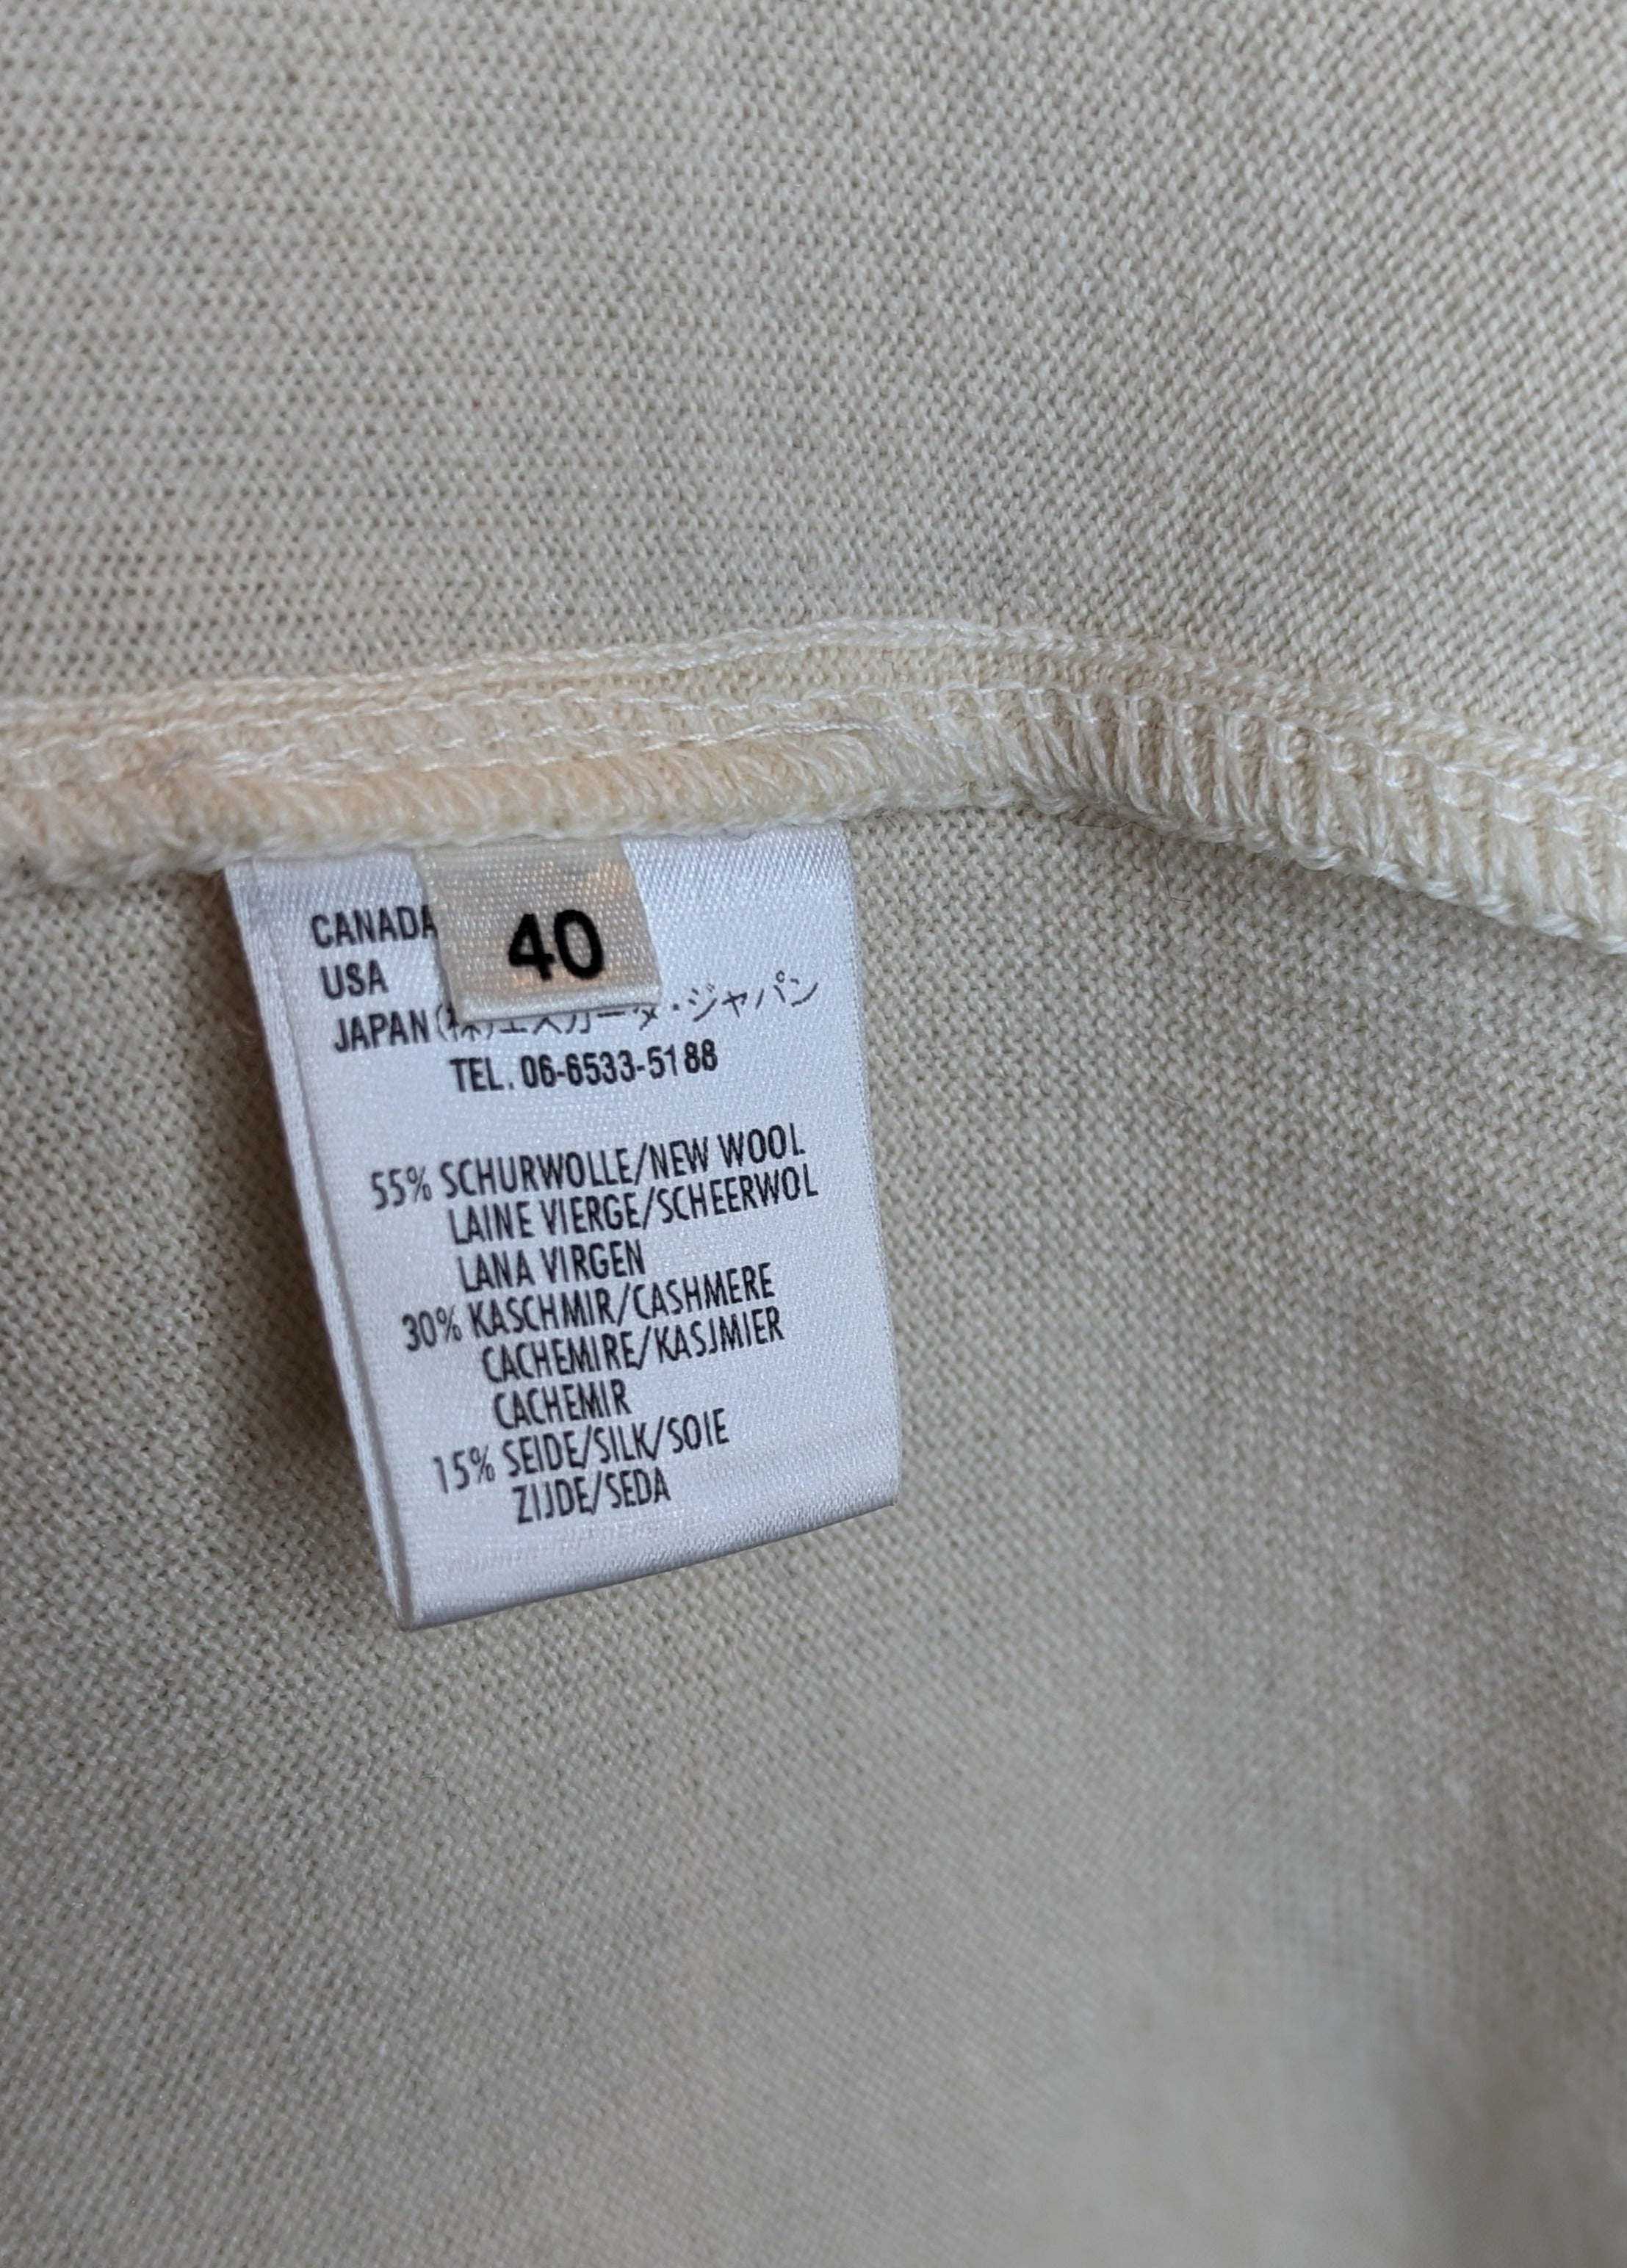 40
CANADA
USA
JAPAN (株)エスカーダ・ジャパン
TEL. 06-6533-5188
55% SCHURWOLLE/NEW WOOL
LAINE VIERGE/SCHEERWOL
LANA VIRGEN
30% KASCHMIR/CASHMERE
CACHEMIRE/KASJMIER
CACHEMIR
15% SEIDE/SILK/SOIE
ZIJDE/SEDA